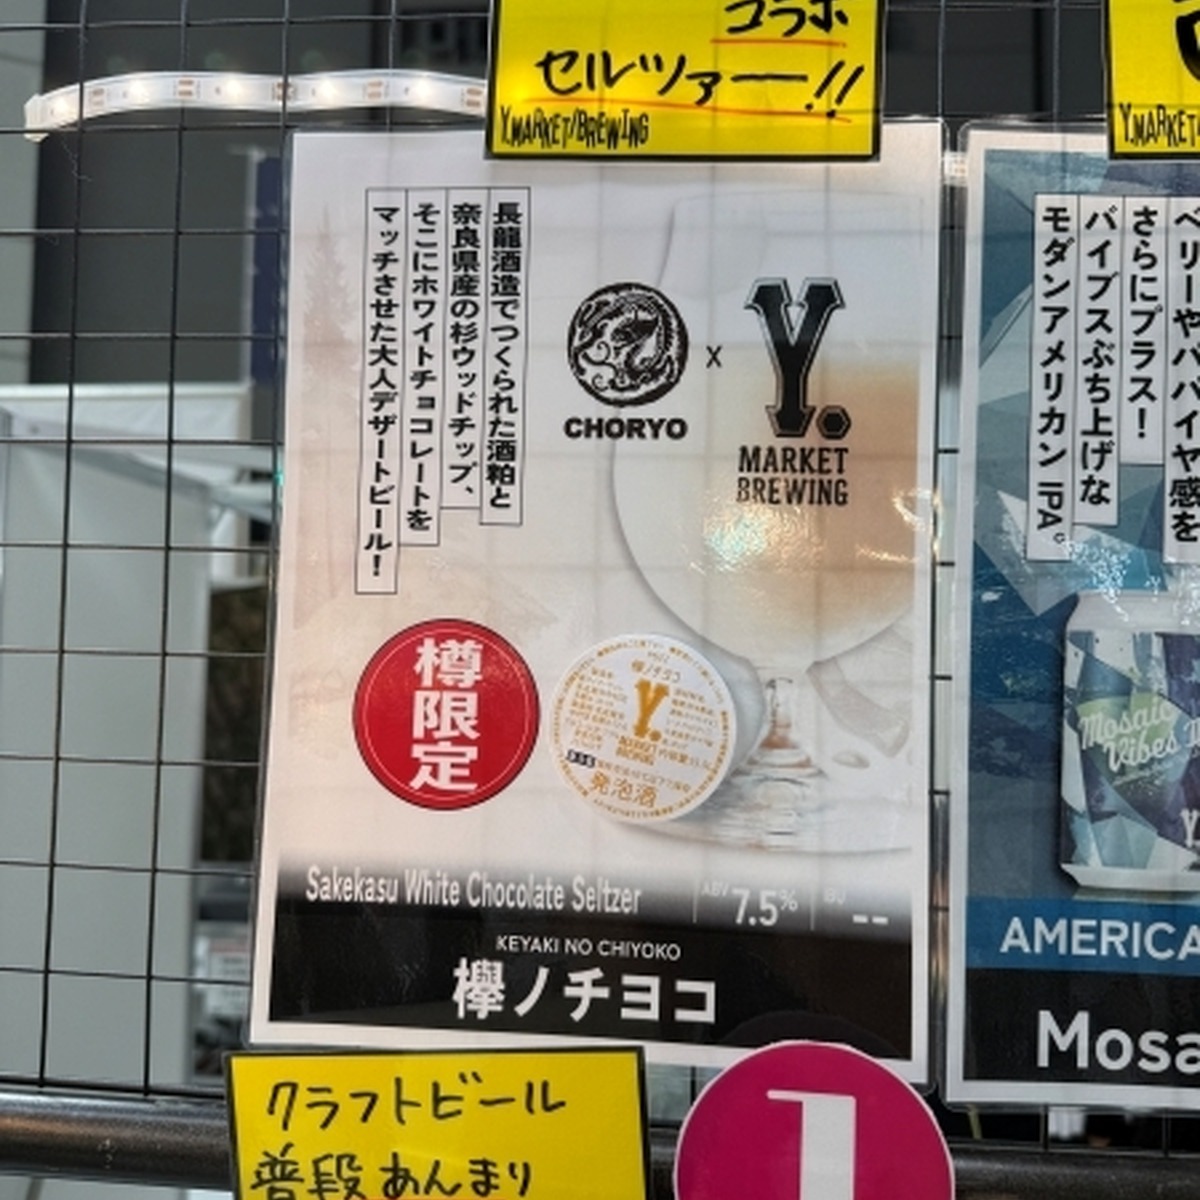 コラボ
セルツァー!!
Y.MARKET/BREWING
長龍酒造でつくられた酒粕と
奈良県産の杉ウッドチップ、
そこにホワイトチョコレートを
マッチさせた大人デザートビール！
CHORYO
x
Y.
MARKET
BREWING
樽限定
欅ノチヨコ
Y.
発泡酒
Sakekasu White Chocolate Seltzer
ABV 7.5%
IBU --
KEYAKI NO CHIYOKO
欅ノチヨコ
クラフトビール
普段あんまり
1
Y.MARKET
ベリーやパパイヤ感を
さらにプラス！
バイブスぶち上げな
モダンアメリカン IPA。
Mosaic
Vibes
AMERICA
Mosa